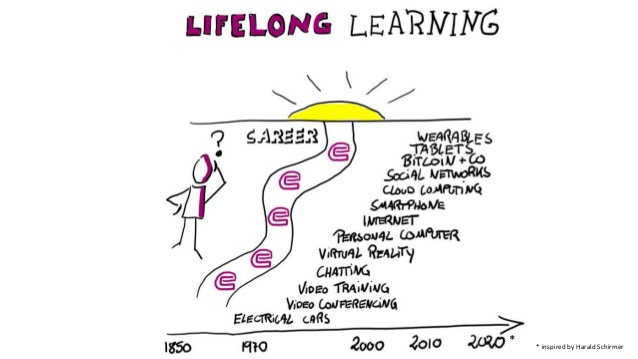 LIFELONG LEARNING
?
SAREER
WEARABLES
TABLETS
BITCOIN + CO
SOCIAL NETWORKS
CLOUD COMPUTING
SMARTPHONE
INTERNET
PERSONAL COMPUTER
VIRTUAL REALITY
CHATTING
VIDEO TRAINING
VIDEO CONFERENCING
ELECTRICAL CARS
1850 1970 2000 2010 2020 *
* inspired by Harald Schirmer